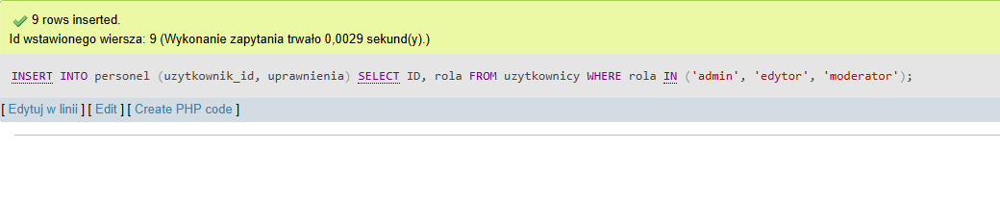 9 rows inserted.
Id wstawionego wiersza: 9 (Wykonanie zapytania trwało 0,0029 sekund(y).)
INSERT INTO personel (uzytkownik_id, uprawnienia) SELECT ID, rola FROM uzytkownicy WHERE rola IN ('admin', 'edytor', 'moderator');
[ Edytuj w linii ] [ Edit ] [ Create PHP code ]